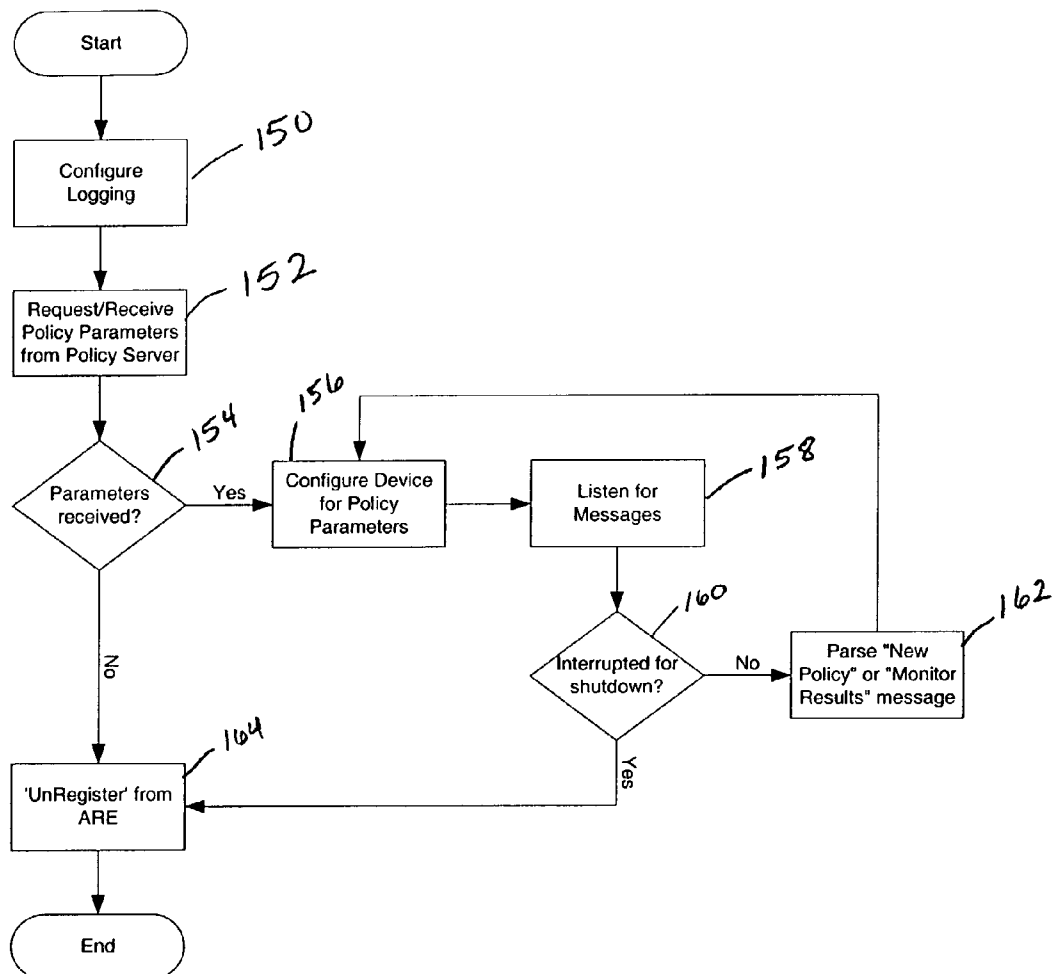 Start
150
Configure
Logging
152
Request/Receive
Policy Parameters
from Policy Server
154
Parameters
received?
Yes
156
Configure Device
for Policy
Parameters
158
Listen for
Messages
160
Interrupted for
shutdown?
No
162
Parse "New
Policy" or "Monitor
Results" message
No
Yes
164
'UnRegister' from
ARE
End